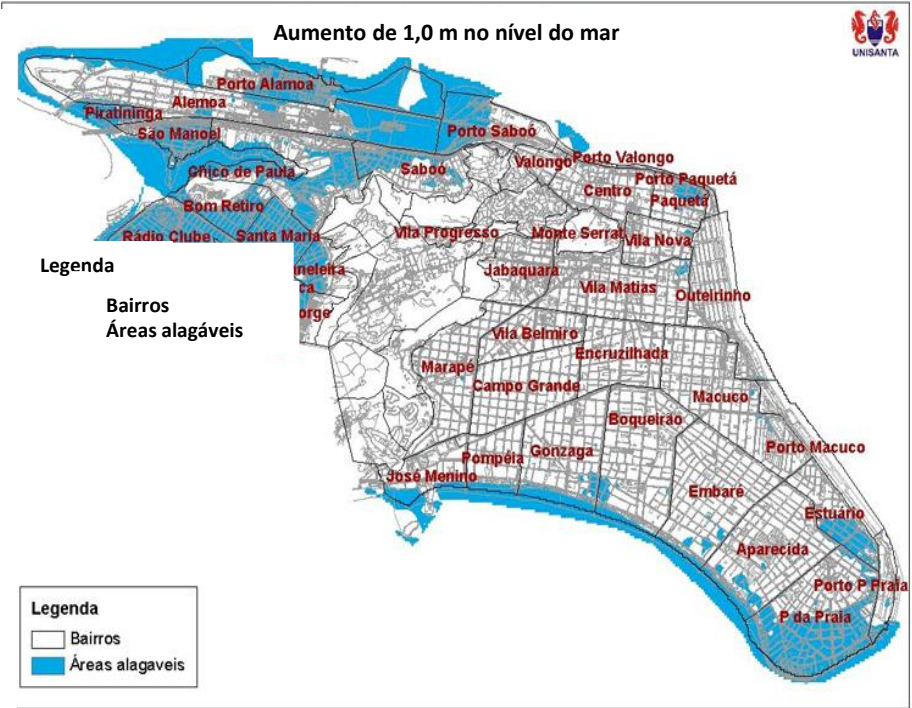 Aumento de 1,0 m no nível do mar
UNISANTA
Porto Alamoa
Alemoa
Piratininga
São Manoel
Porto Saboó
Chico de Paula
Saboó
Valongo
Porto Valongo
Centro
Porto Paquetá
Paquetá
Bom Retiro
Rádio Clube
Santa Maria
Vila Progresso
Monte Serrat
Vila Nova
Legenda
Bairros
Áreas alagáveis
neleira
ca
orge
Jabaquara
Vila Matias
Outeirinho
Vila Belmiro
Encruzilhada
Marapé
Campo Grande
Macuco
Boqueirão
Porto Macuco
Gonzaga
Pompéia
José Menino
Embaré
Estuário
Aparecida
Porto P Praia
P da Praia
Legenda
Bairros
Áreas alagaveis